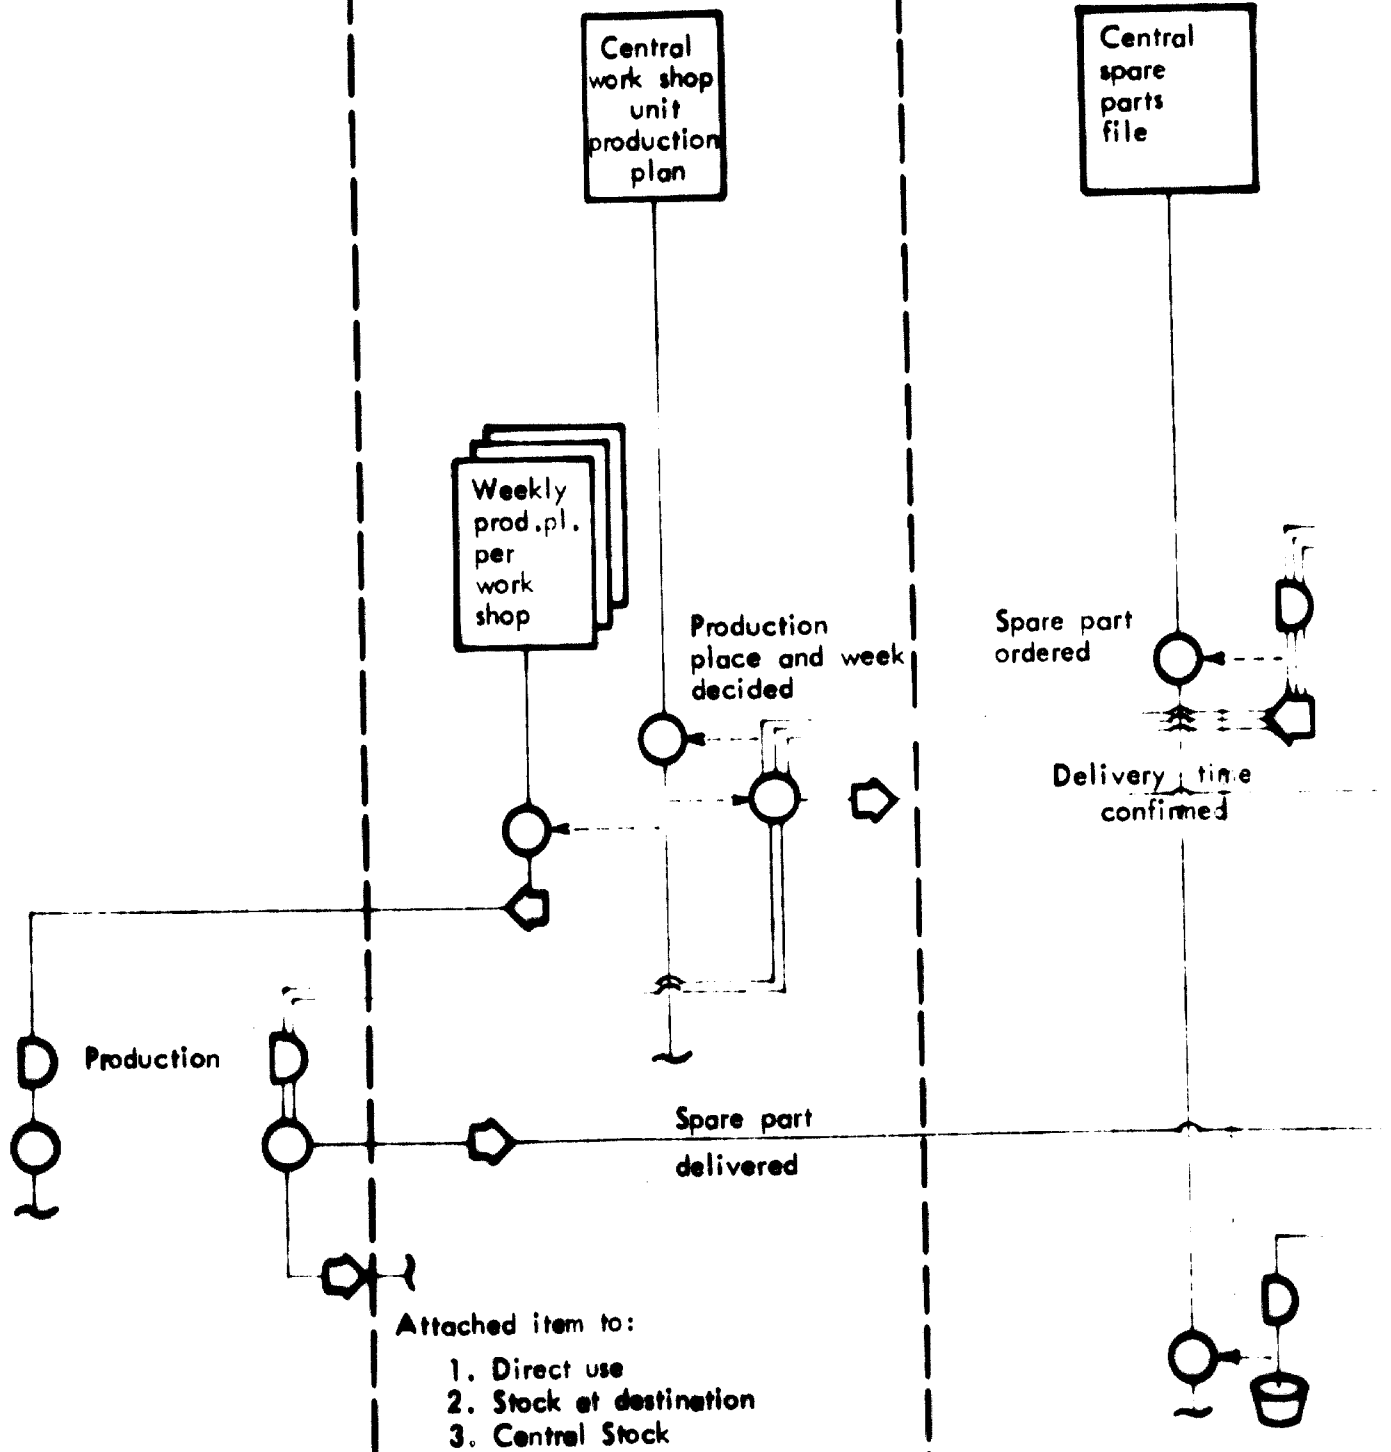 Central
work shop
unit
production
plan
Central
spare
parts
file
Weekly
prod.pl.
per
work
shop
Production
place and week
decided
Spare part
ordered
Delivery time
confirmed
Production
Spare part
delivered
Attached item to:
1. Direct use
2. Stock at destination
3. Central Stock